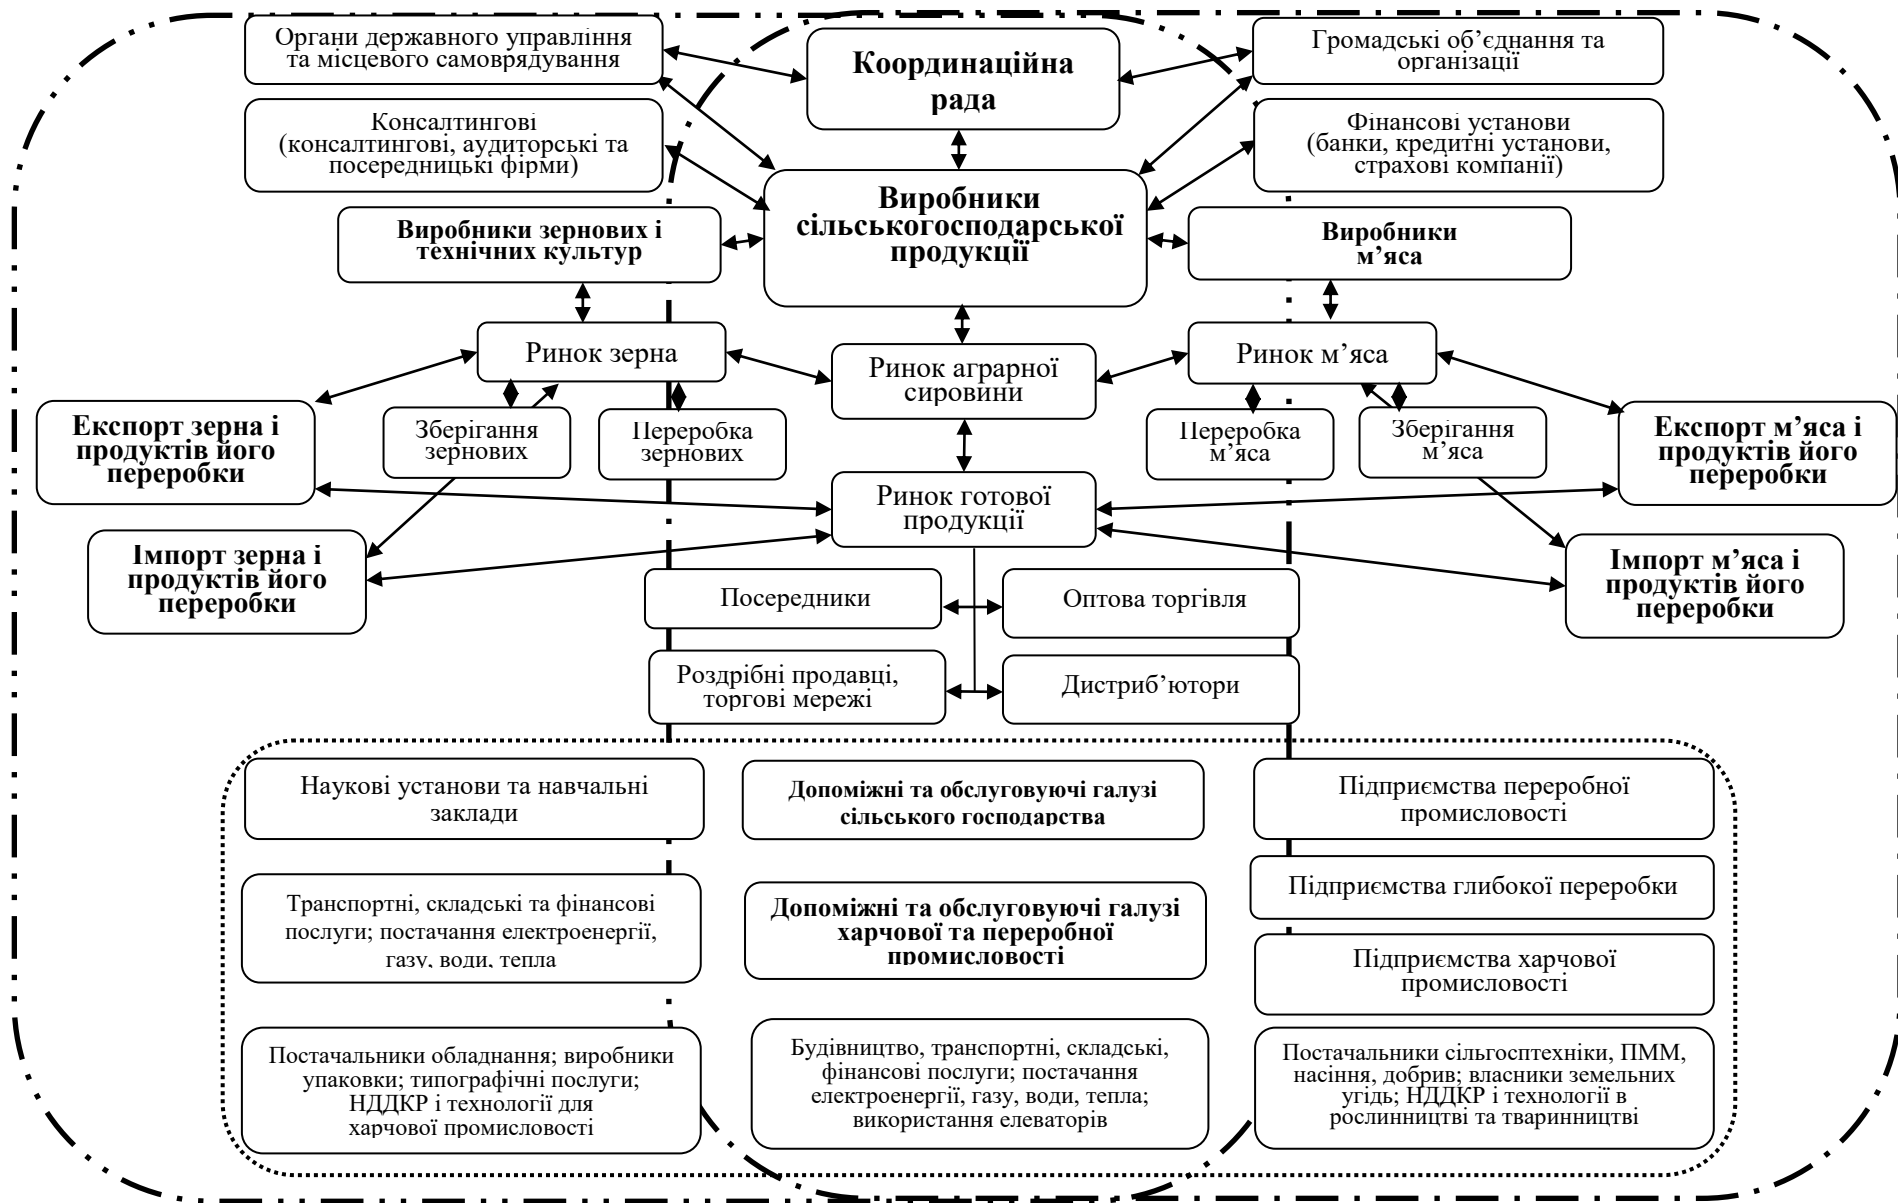 Органи державного управління
та місцевого самоврядування
Координаційна
рада
Громадські об’єднання та
організації
Консалтингові
(консалтингові, аудиторські та
посередницькі фірми)
Фінансові установи
(банки, кредитні установи,
страхові компанії)
Виробники
сільськогосподарської
продукції
Виробники зернових і
технічних культур
Виробники
м’яса
Ринок зерна
Ринок аграрної
сировини
Ринок м’яса
Експорт зерна і
продуктів його
переробки
Зберігання
зернових
Переробка
зернових
Переробка
м’яса
Зберігання
м’яса
Експорт м’яса і
продуктів його
переробки
Ринок готової
продукції
Імпорт зерна і
продуктів його
переробки
Імпорт м’яса і
продуктів його
переробки
Посередники
Оптова торгівля
Роздрібні продавці,
торгові мережі
Дистриб’ютори
Наукові установи та навчальні
заклади
Допоміжні та обслуговуючі галузі
сільського господарства
Підприємства переробної
промисловості
Транспортні, складські та фінансові
послуги; постачання електроенергії,
газу, води, тепла
Допоміжні та обслуговуючі галузі
харчової та переробної
промисловості
Підприємства глибокої переробки
Підприємства харчової
промисловості
Постачальники обладнання; виробники
упаковки; типографічні послуги;
НДДКР і технології для
харчової промисловості
Будівництво, транспортні, складські,
фінансові послуги; постачання
електроенергії, газу, води, тепла;
використання елеваторів
Постачальники сільгосптехніки, ПММ,
насіння, добрив; власники земельних
угідь; НДДКР і технології в
рослинництві та тваринництві